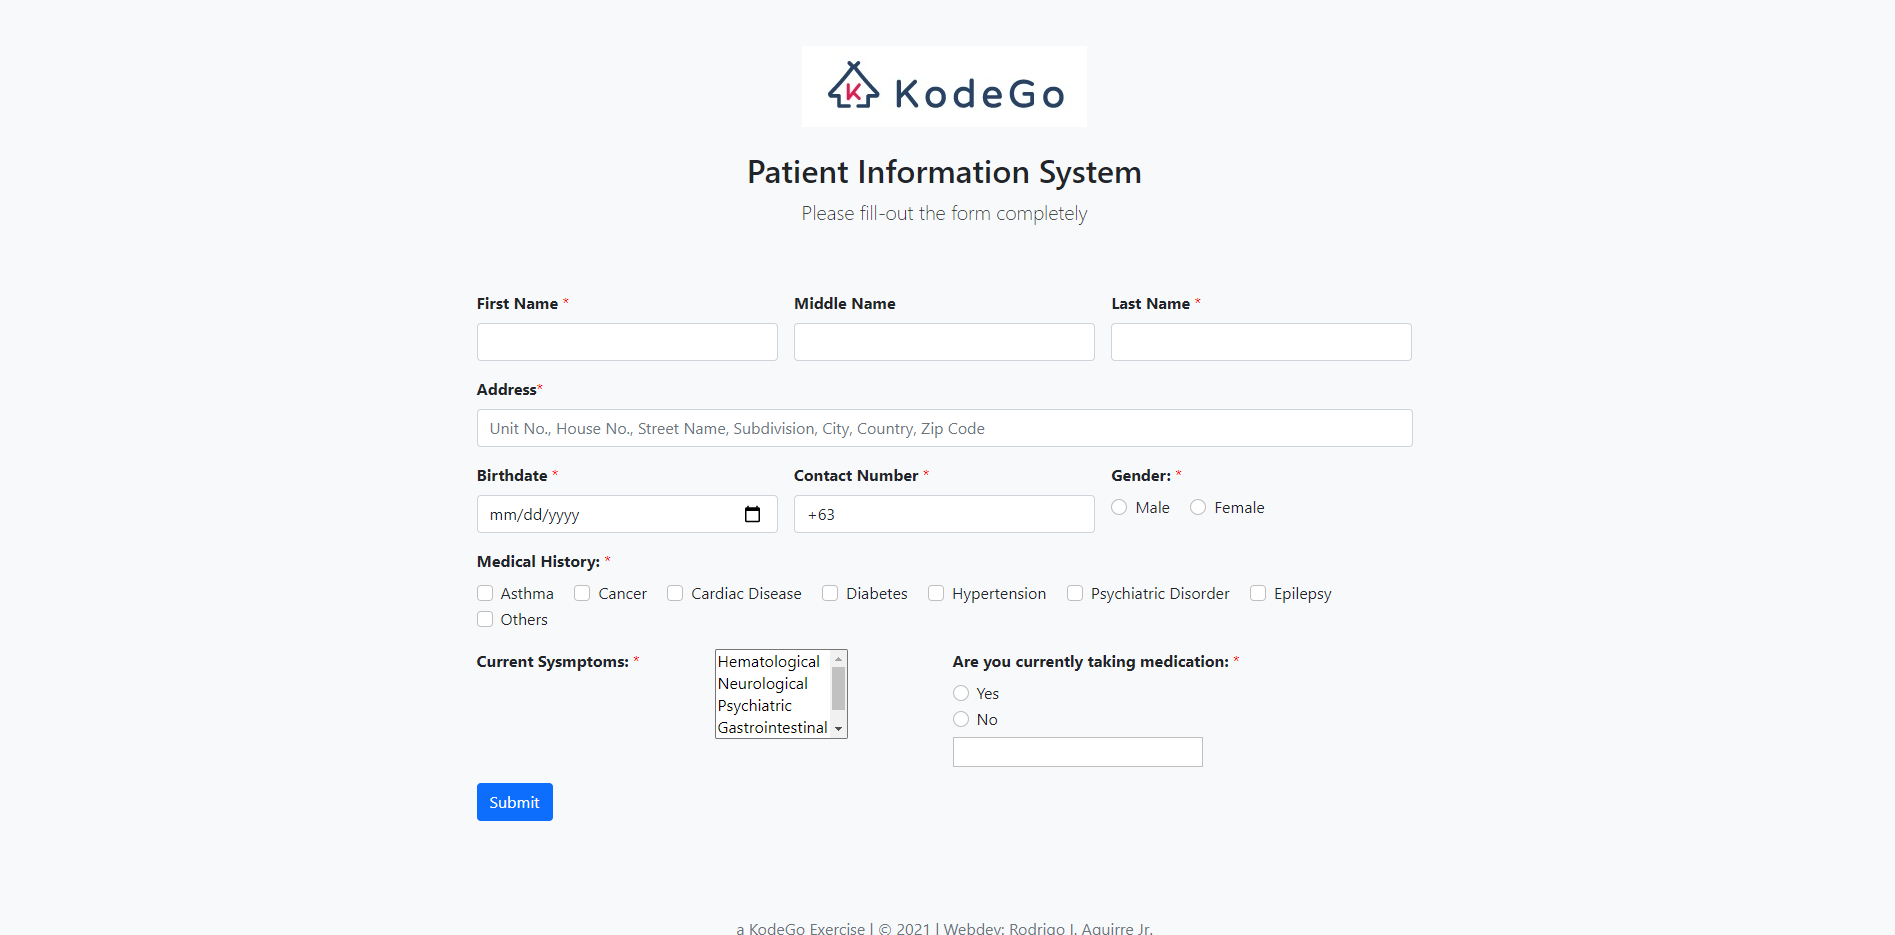 K KodeGo
Patient Information System
Please fill-out the form completely
First Name * Middle Name Last Name *
Address*
Unit No., House No., Street Name, Subdivision, City, Country, Zip Code
Birthdate * Contact Number * Gender: *
mm/dd/yyyy +63 Male Female
Medical History: *
Asthma Cancer Cardiac Disease Diabetes Hypertension Psychiatric Disorder Epilepsy
Others
Current Sysmptoms: * Hematological Are you currently taking medication: *
Neurological Yes
Psychiatric No
Gastrointestinal
Submit
a KodeGo Exercise | © 2021 | Webdev: Rodrigo I. Aguirre Jr.